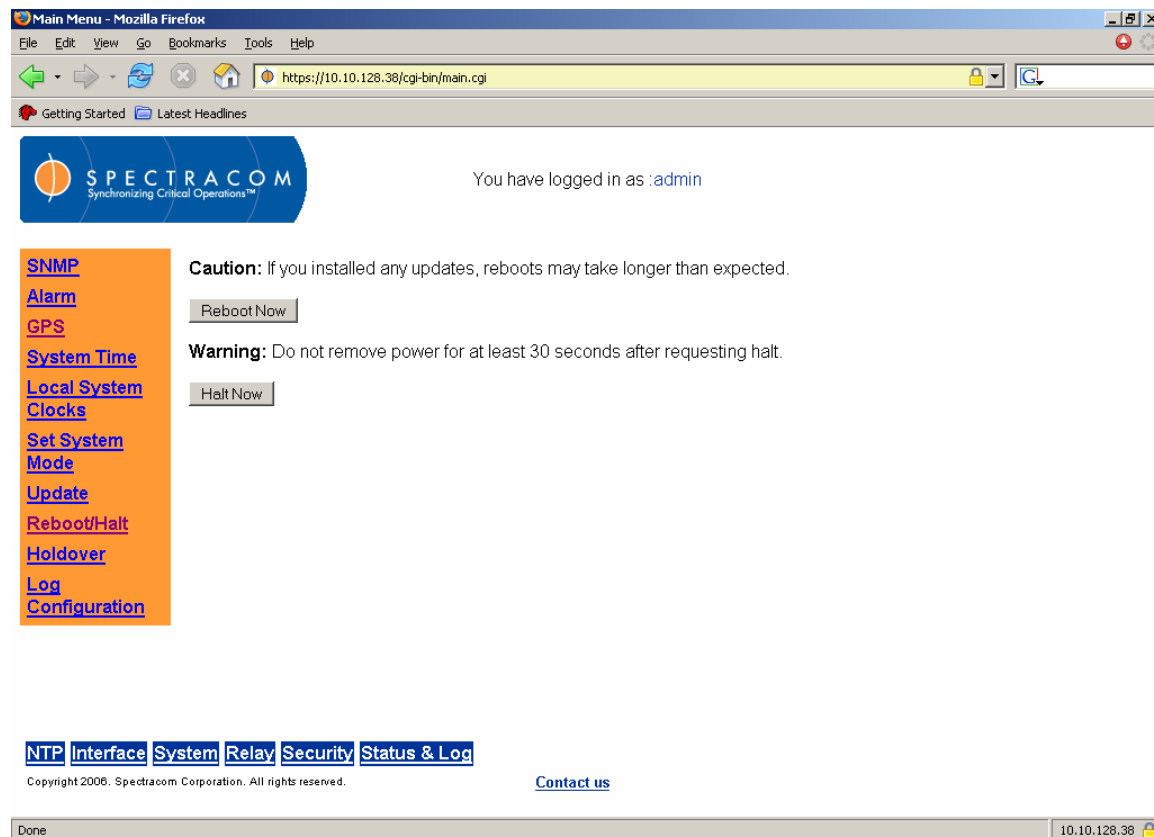 Main Menu - Mozilla Firefox
File Edit View Go Bookmarks Tools Help
https://10.10.128.38/cgi-bin/main.cgi
G
Getting Started Latest Headlines
SPECTRACOM
Synchronizing Critical Operations™
You have logged in as :admin
SNMP
Alarm
GPS
System Time
Local System
Clocks
Set System
Mode
Update
Reboot/Halt
Holdover
Log
Configuration
Caution: If you installed any updates, reboots may take longer than expected.
Reboot Now
Warning: Do not remove power for at least 30 seconds after requesting halt.
Halt Now
NTP Interface System Relay Security Status & Log
Copyright 2006. Spectracom Corporation. All rights reserved.
Contact us
Done
10.10.128.38